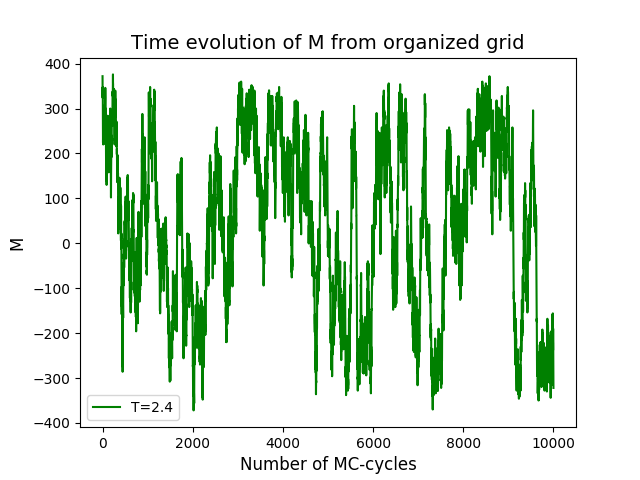 Time evolution of M from organized grid
400
300
200
100
0
−100
−200
−300
−400
M
T=2.4
0 2000 4000 6000 8000 10000
Number of MC-cycles